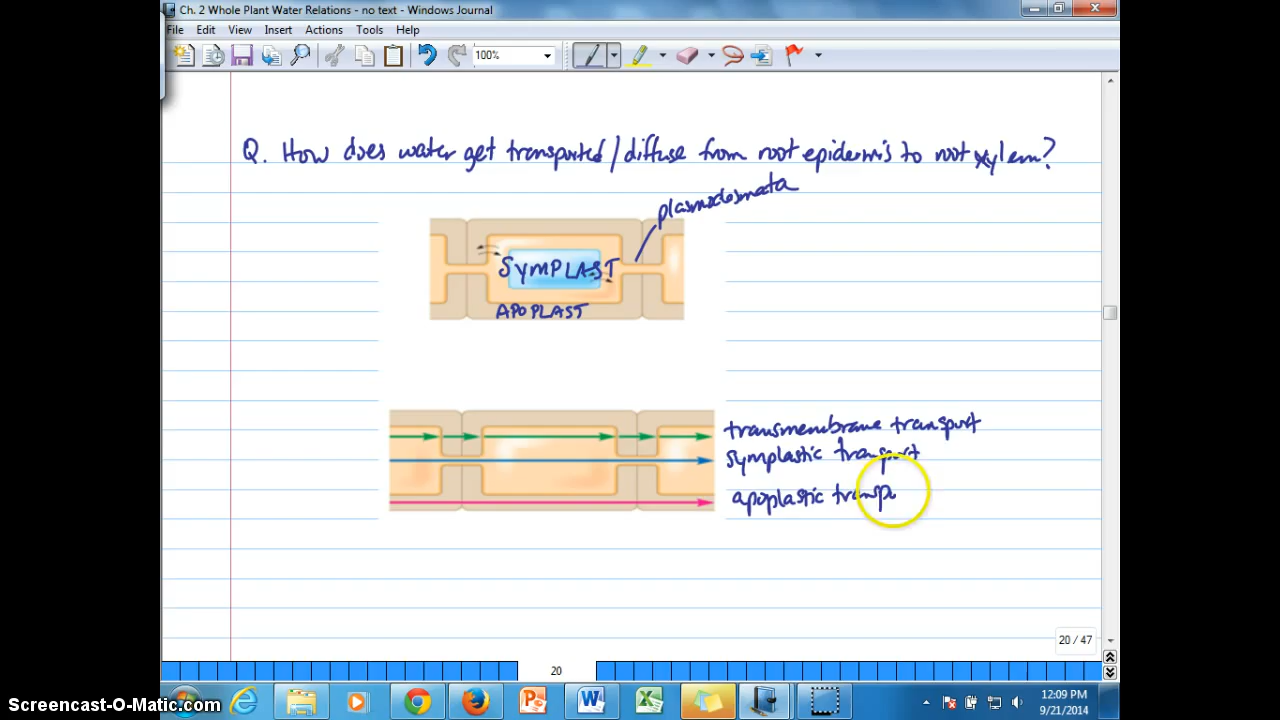 Ch. 2 Whole Plant Water Relations - no text - Windows Journal
File Edit View Insert Actions Tools Help
100%
Q. How does water get transported/diffuse from root epidermis to root xylem?
plasmodesmata
SYMPLAST
APOPLAST
transmembrane transport
symplastic transport
apoplastic transpo
20 / 47
20
12:09 PM
9/21/2014
Screencast-O-Matic.com